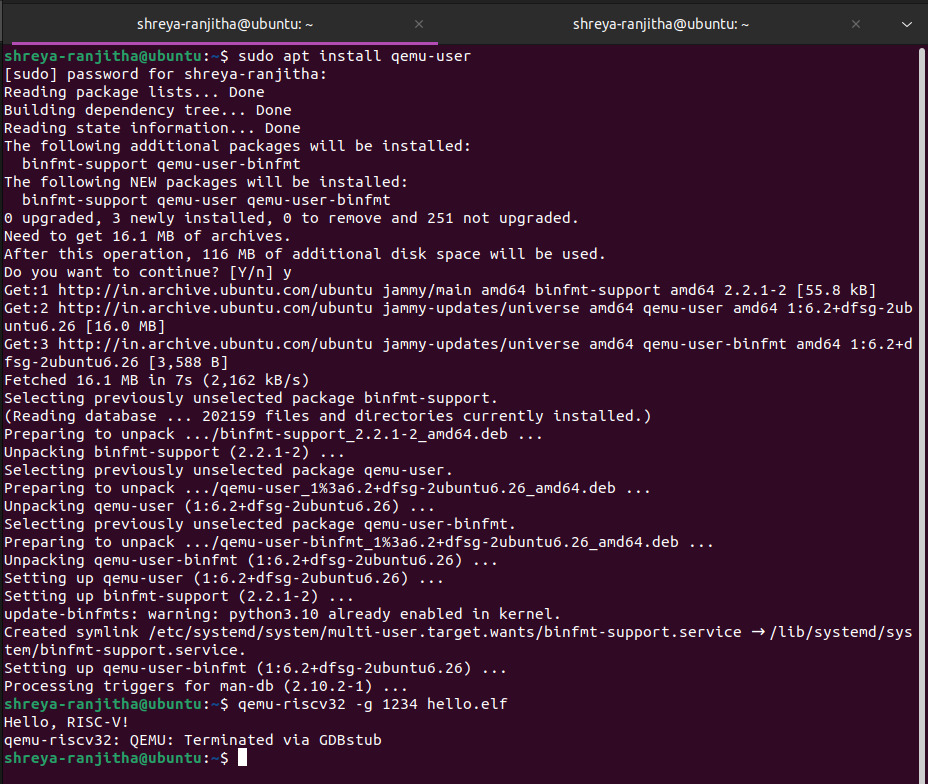 shreya-ranjitha@ubuntu: ~
shreya-ranjitha@ubuntu: ~
shreya-ranjitha@ubuntu:~$ sudo apt install qemu-user
[sudo] password for shreya-ranjitha:
Reading package lists... Done
Building dependency tree... Done
Reading state information... Done
The following additional packages will be installed:
  binfmt-support qemu-user-binfmt
The following NEW packages will be installed:
  binfmt-support qemu-user qemu-user-binfmt
0 upgraded, 3 newly installed, 0 to remove and 251 not upgraded.
Need to get 16.1 MB of archives.
After this operation, 116 MB of additional disk space will be used.
Do you want to continue? [Y/n] y
Get:1 http://in.archive.ubuntu.com/ubuntu jammy/main amd64 binfmt-support amd64 2.2.1-2 [55.8 kB]
Get:2 http://in.archive.ubuntu.com/ubuntu jammy-updates/universe amd64 qemu-user amd64 1:6.2+dfsg-2ub
untu6.26 [16.0 MB]
Get:3 http://in.archive.ubuntu.com/ubuntu jammy-updates/universe amd64 qemu-user-binfmt amd64 1:6.2+d
fsg-2ubuntu6.26 [3,588 B]
Fetched 16.1 MB in 7s (2,162 kB/s)
Selecting previously unselected package binfmt-support.
(Reading database ... 202159 files and directories currently installed.)
Preparing to unpack .../binfmt-support_2.2.1-2_amd64.deb ...
Unpacking binfmt-support (2.2.1-2) ...
Selecting previously unselected package qemu-user.
Preparing to unpack .../qemu-user_1%3a6.2+dfsg-2ubuntu6.26_amd64.deb ...
Unpacking qemu-user (1:6.2+dfsg-2ubuntu6.26) ...
Selecting previously unselected package qemu-user-binfmt.
Preparing to unpack .../qemu-user-binfmt_1%3a6.2+dfsg-2ubuntu6.26_amd64.deb ...
Unpacking qemu-user-binfmt (1:6.2+dfsg-2ubuntu6.26) ...
Setting up qemu-user (1:6.2+dfsg-2ubuntu6.26) ...
Setting up binfmt-support (2.2.1-2) ...
update-binfmts: warning: python3.10 already enabled in kernel.
Created symlink /etc/systemd/system/multi-user.target.wants/binfmt-support.service → /lib/systemd/sys
tem/binfmt-support.service.
Setting up qemu-user-binfmt (1:6.2+dfsg-2ubuntu6.26) ...
Processing triggers for man-db (2.10.2-1) ...
shreya-ranjitha@ubuntu:~$ qemu-riscv32 -g 1234 hello.elf
Hello, RISC-V!
qemu-riscv32: QEMU: Terminated via GDBstub
shreya-ranjitha@ubuntu:~$